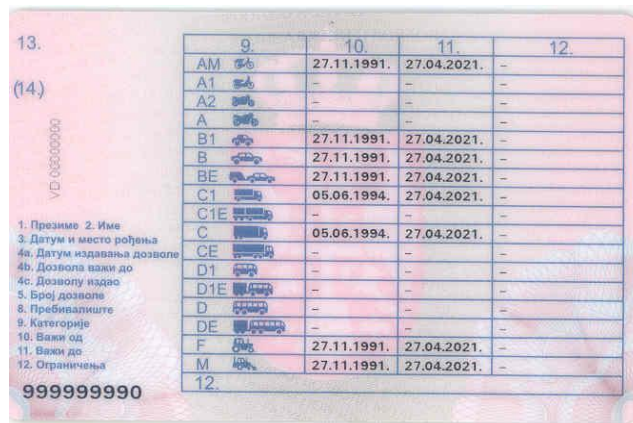 13.
(14.)
VD 00000000
9. 10. 11. 12.
AM 27.11.1991. 27.04.2021. –
A1 – – –
A2 – – –
A – – –
B1 27.11.1991. 27.04.2021. –
B 27.11.1991. 27.04.2021. –
BE 27.11.1991. 27.04.2021. –
C1 05.06.1994. 27.04.2021. –
C1E – – –
C 05.06.1994. 27.04.2021. –
CE – – –
D1 – – –
D1E – – –
D – – –
DE – – –
F 27.11.1991. 27.04.2021. –
M 27.11.1991. 27.04.2021. –
12.
1. Презиме 2. Име
3. Датум и место рођења
4a. Датум издавања дозволе
4b. Дозвола важи до
4c. Дозволу издао
5. Број дозволе
8. Пребивалиште
9. Категорије
10. Важи од
11. Важи до
12. Ограничења
999999990